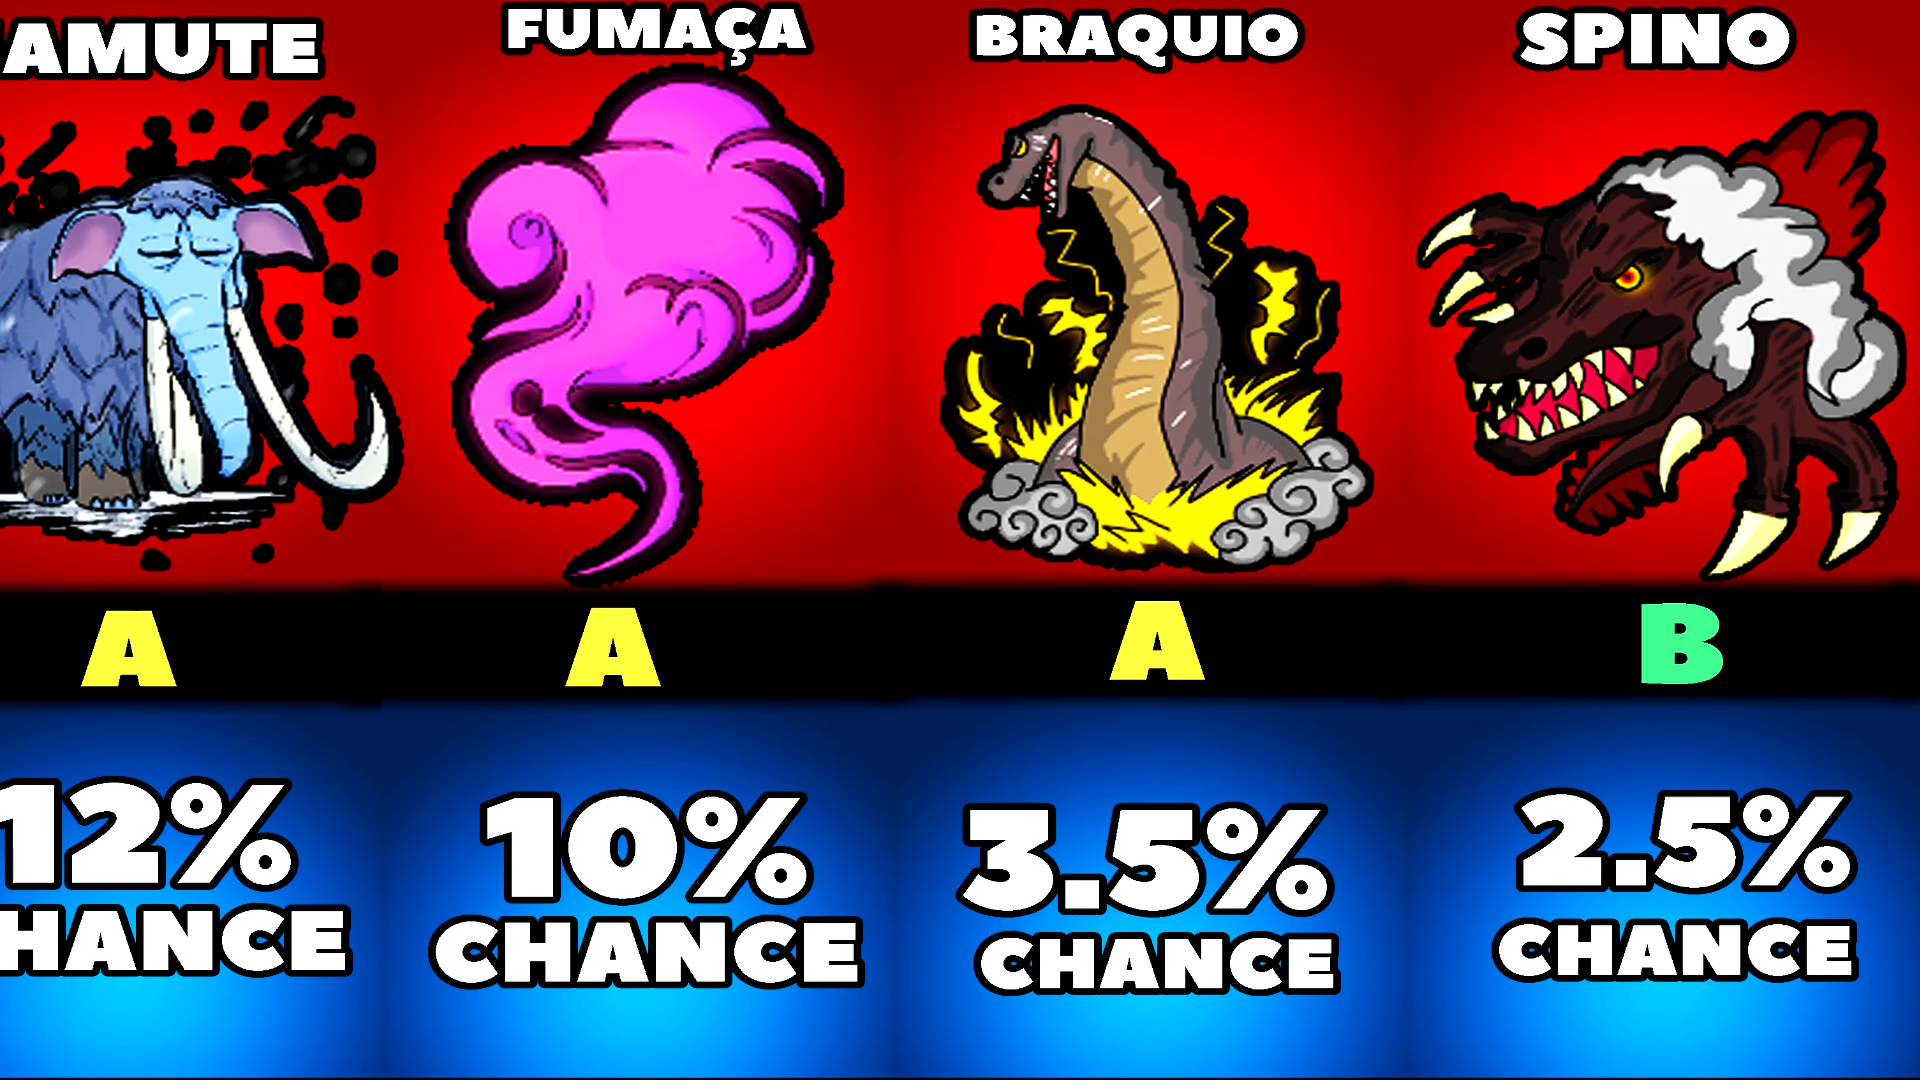 AMUTE
FUMAÇA
BRAQUIO
SPINO
A
A
A
B
12%
HANCE
10%
CHANCE
3.5%
CHANCE
2.5%
CHANCE